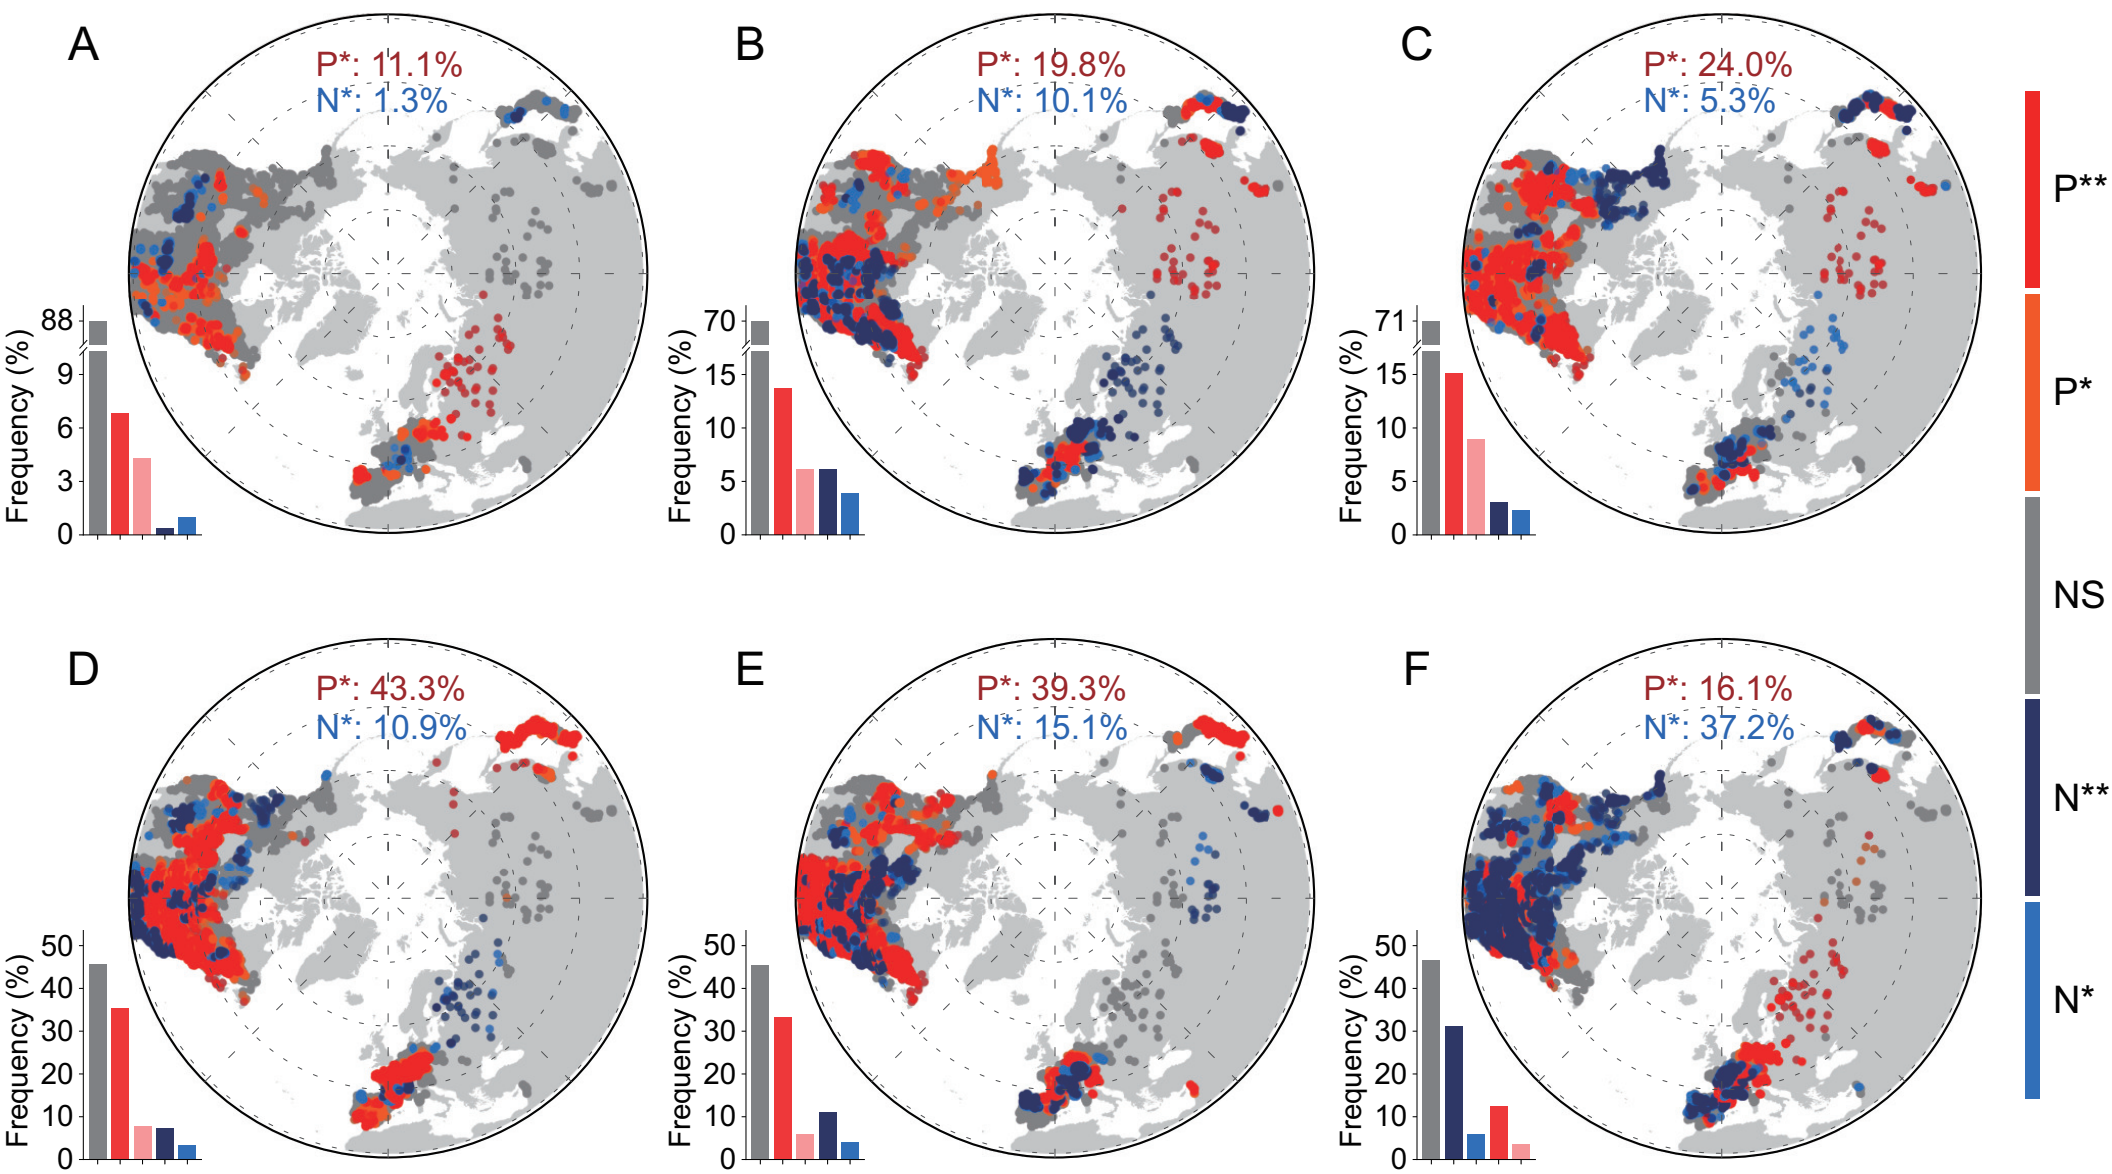 A
P*: 11.1%
N*: 1.3%
Frequency (%)
88
9
6
3
0
B
P*: 19.8%
N*: 10.1%
Frequency (%)
70
15
10
5
0
C
P*: 24.0%
N*: 5.3%
Frequency (%)
71
15
10
5
0
D
P*: 43.3%
N*: 10.9%
Frequency (%)
50
40
30
20
10
0
E
P*: 39.3%
N*: 15.1%
Frequency (%)
50
40
30
20
10
0
F
P*: 16.1%
N*: 37.2%
Frequency (%)
50
40
30
20
10
0
P**
P*
NS
N**
N*